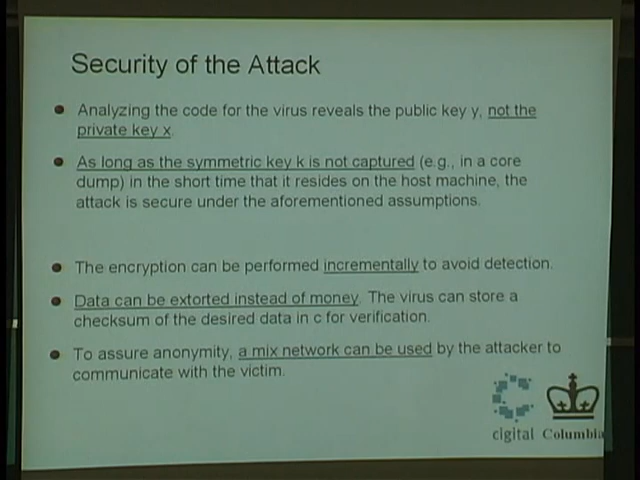 Security of the Attack
Analyzing the code for the virus reveals the public key y, not the
private key x.
As long as the symmetric key k is not captured (e.g., in a core
dump) in the short time that it resides on the host machine, the
attack is secure under the aforementioned assumptions.
The encryption can be performed incrementally to avoid detection.
Data can be extorted instead of money. The virus can store a
checksum of the desired data in c for verification.
To assure anonymity, a mix network can be used by the attacker to
communicate with the victim.
cigital Columbia